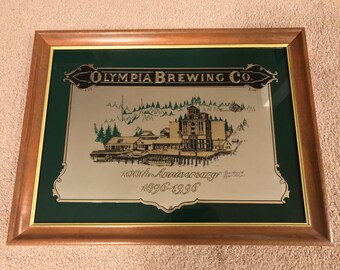 Olympia Brewing Co.
100th Anniversary
1896-1996